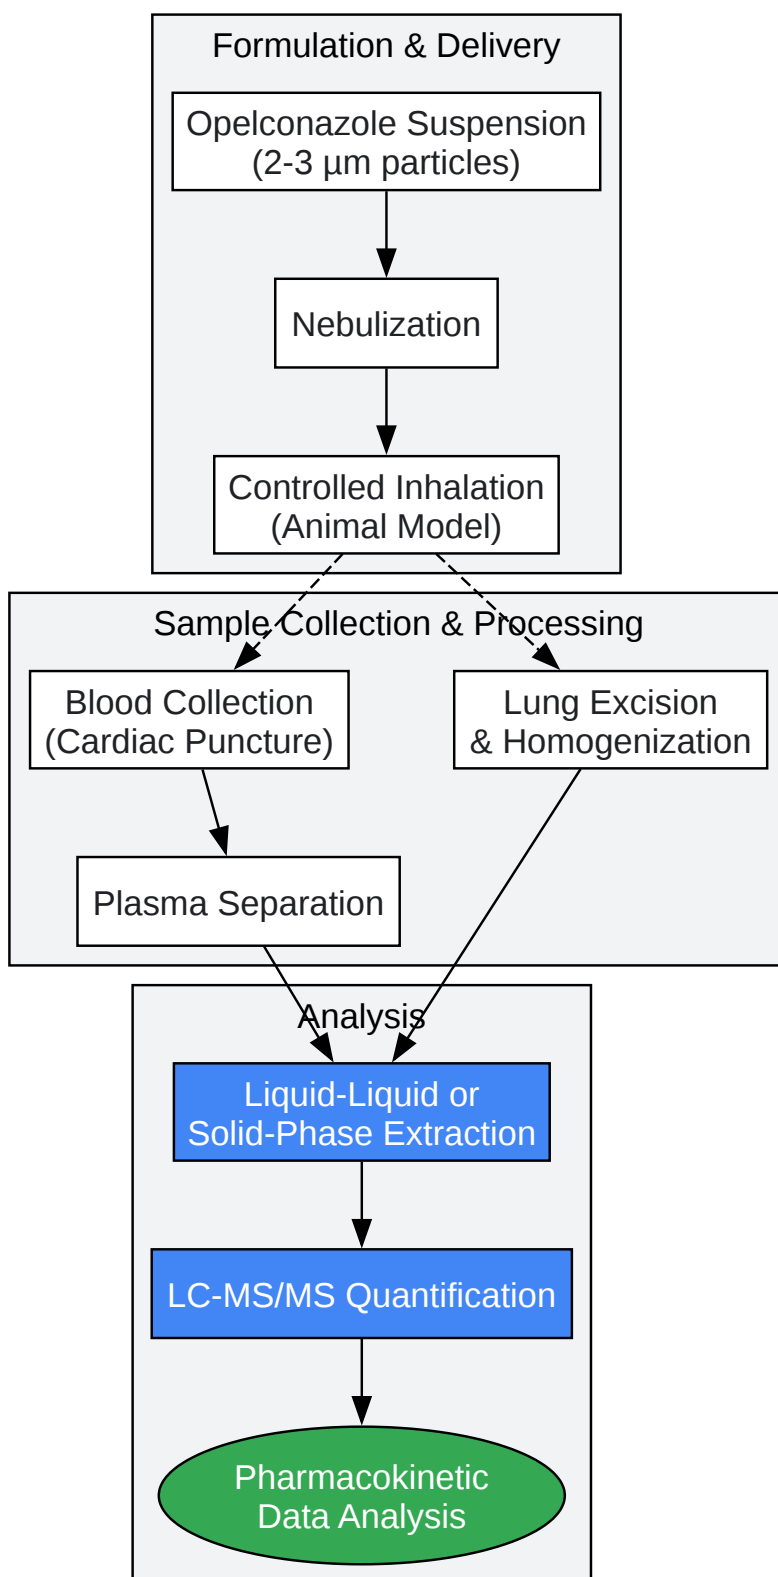 Formulation & Delivery
Opelconazole Suspension
(2-3 µm particles)
Nebulization
Controlled Inhalation
(Animal Model)
Sample Collection & Processing
Blood Collection
(Cardiac Puncture)
Lung Excision
& Homogenization
Plasma Separation
Analysis
Liquid-Liquid or
Solid-Phase Extraction
LC-MS/MS Quantification
Pharmacokinetic
Data Analysis